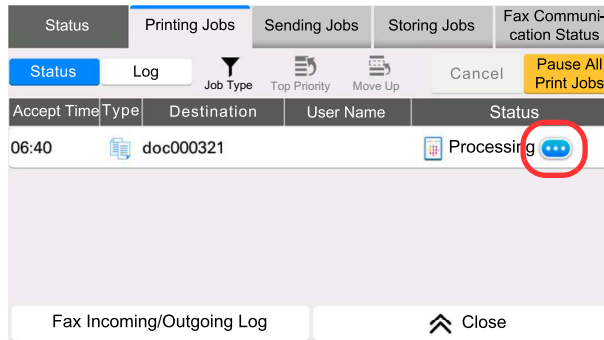 Status
Printing Jobs
Sending Jobs
Storing Jobs
Fax Communi-
cation Status
Status
Log
Job Type
Top Priority
Move Up
Cancel
Pause All
Print Jobs
Accept Time Type Destination User Name Status
06:40 doc000321 Processing
Fax Incoming/Outgoing Log
Close